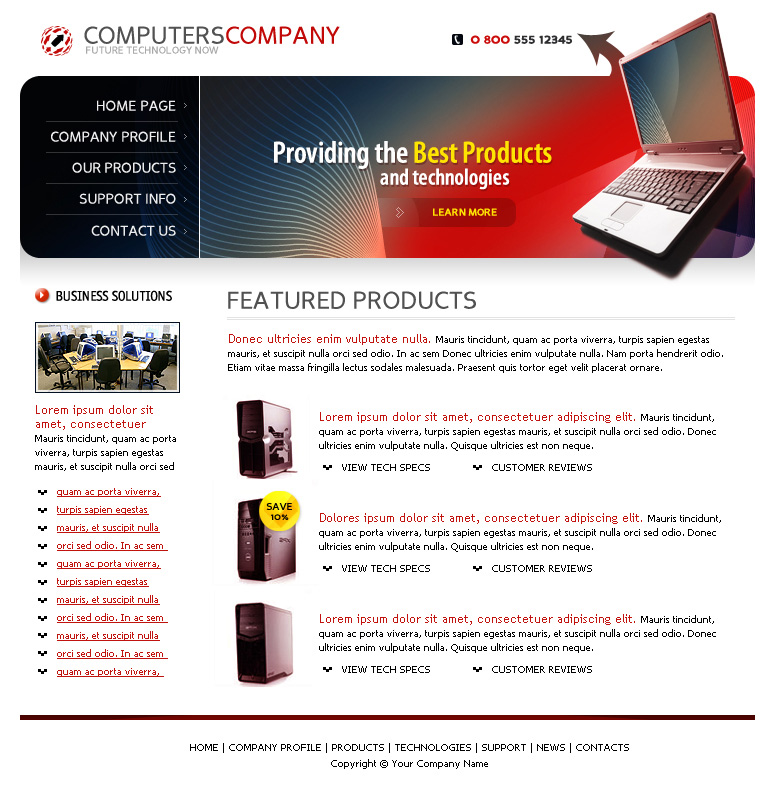 COMPUTERSCOMPANY
FUTURE TECHNOLOGY NOW
0 800 555 12345
HOME PAGE
COMPANY PROFILE
OUR PRODUCTS
SUPPORT INFO
CONTACT US
Providing the Best Products
and technologies
LEARN MORE
BUSINESS SOLUTIONS
Lorem ipsum dolor sit
amet, consectetuer
Mauris tincidunt, quam ac porta
viverra, turpis sapien egestas
mauris, et suscipit nulla orci sed
quam ac porta viverra,
turpis sapien egestas
mauris, et suscipit nulla
orci sed odio. In ac sem
quam ac porta viverra,
turpis sapien egestas
mauris, et suscipit nulla
orci sed odio. In ac sem
mauris, et suscipit nulla
orci sed odio. In ac sem
quam ac porta viverra,
FEATURED PRODUCTS
Donec ultricies enim vulputate nulla. Mauris tincidunt, quam ac porta viverra, turpis sapien egestas
mauris, et suscipit nulla orci sed odio. In ac sem Donec ultricies enim vulputate nulla. Nam porta hendrerit odio.
Etiam vitae massa fringilla lectus sodales malesuada. Praesent quis tortor eget velit placerat ornare.
Lorem ipsum dolor sit amet, consectetuer adipiscing elit. Mauris tincidunt,
quam ac porta viverra, turpis sapien egestas mauris, et suscipit nulla orci sed odio. Donec
ultricies enim vulputate nulla. Quisque ultricies est non neque.
VIEW TECH SPECS CUSTOMER REVIEWS
SAVE
10%
Dolores ipsum dolor sit amet, consectetuer adipiscing elit. Mauris tincidunt,
quam ac porta viverra, turpis sapien egestas mauris, et suscipit nulla orci sed odio. Donec
ultricies enim vulputate nulla. Quisque ultricies est non neque.
VIEW TECH SPECS CUSTOMER REVIEWS
Lorem ipsum dolor sit amet, consectetuer adipiscing elit. Mauris tincidunt,
quam ac porta viverra, turpis sapien egestas mauris, et suscipit nulla orci sed odio. Donec
ultricies enim vulputate nulla. Quisque ultricies est non neque.
VIEW TECH SPECS CUSTOMER REVIEWS
HOME | COMPANY PROFILE | PRODUCTS | TECHNOLOGIES | SUPPORT | NEWS | CONTACTS
Copyright © Your Company Name